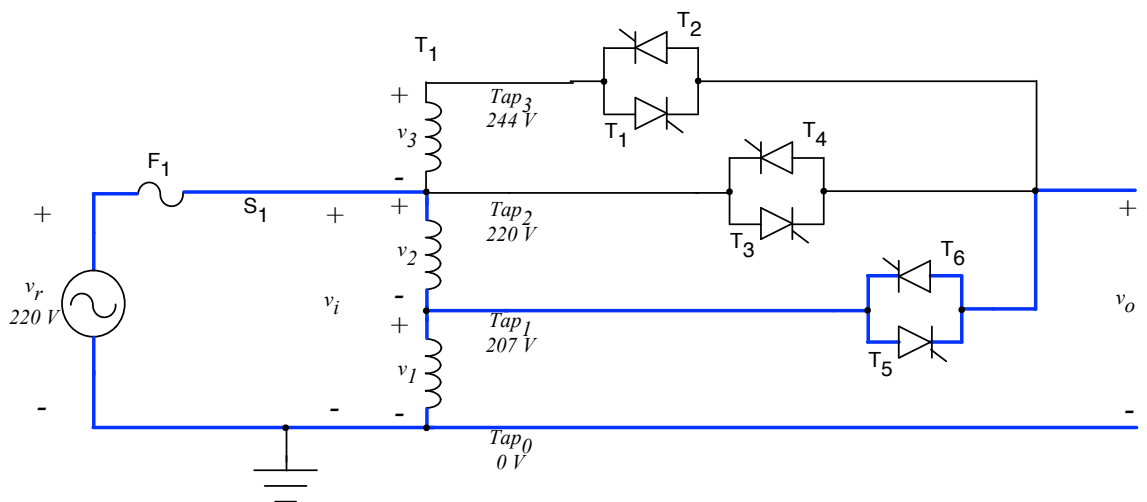 T2
T1
+
Tap3
244 V
v3
T1
T4
F1
-
S1
+
+
+
Tap2
220 V
T3
+
v2
T6
vr
220 V
vi
-
vo
+
Tap1
207 V
v1
T5
-
-
-
-
Tap0
0 V